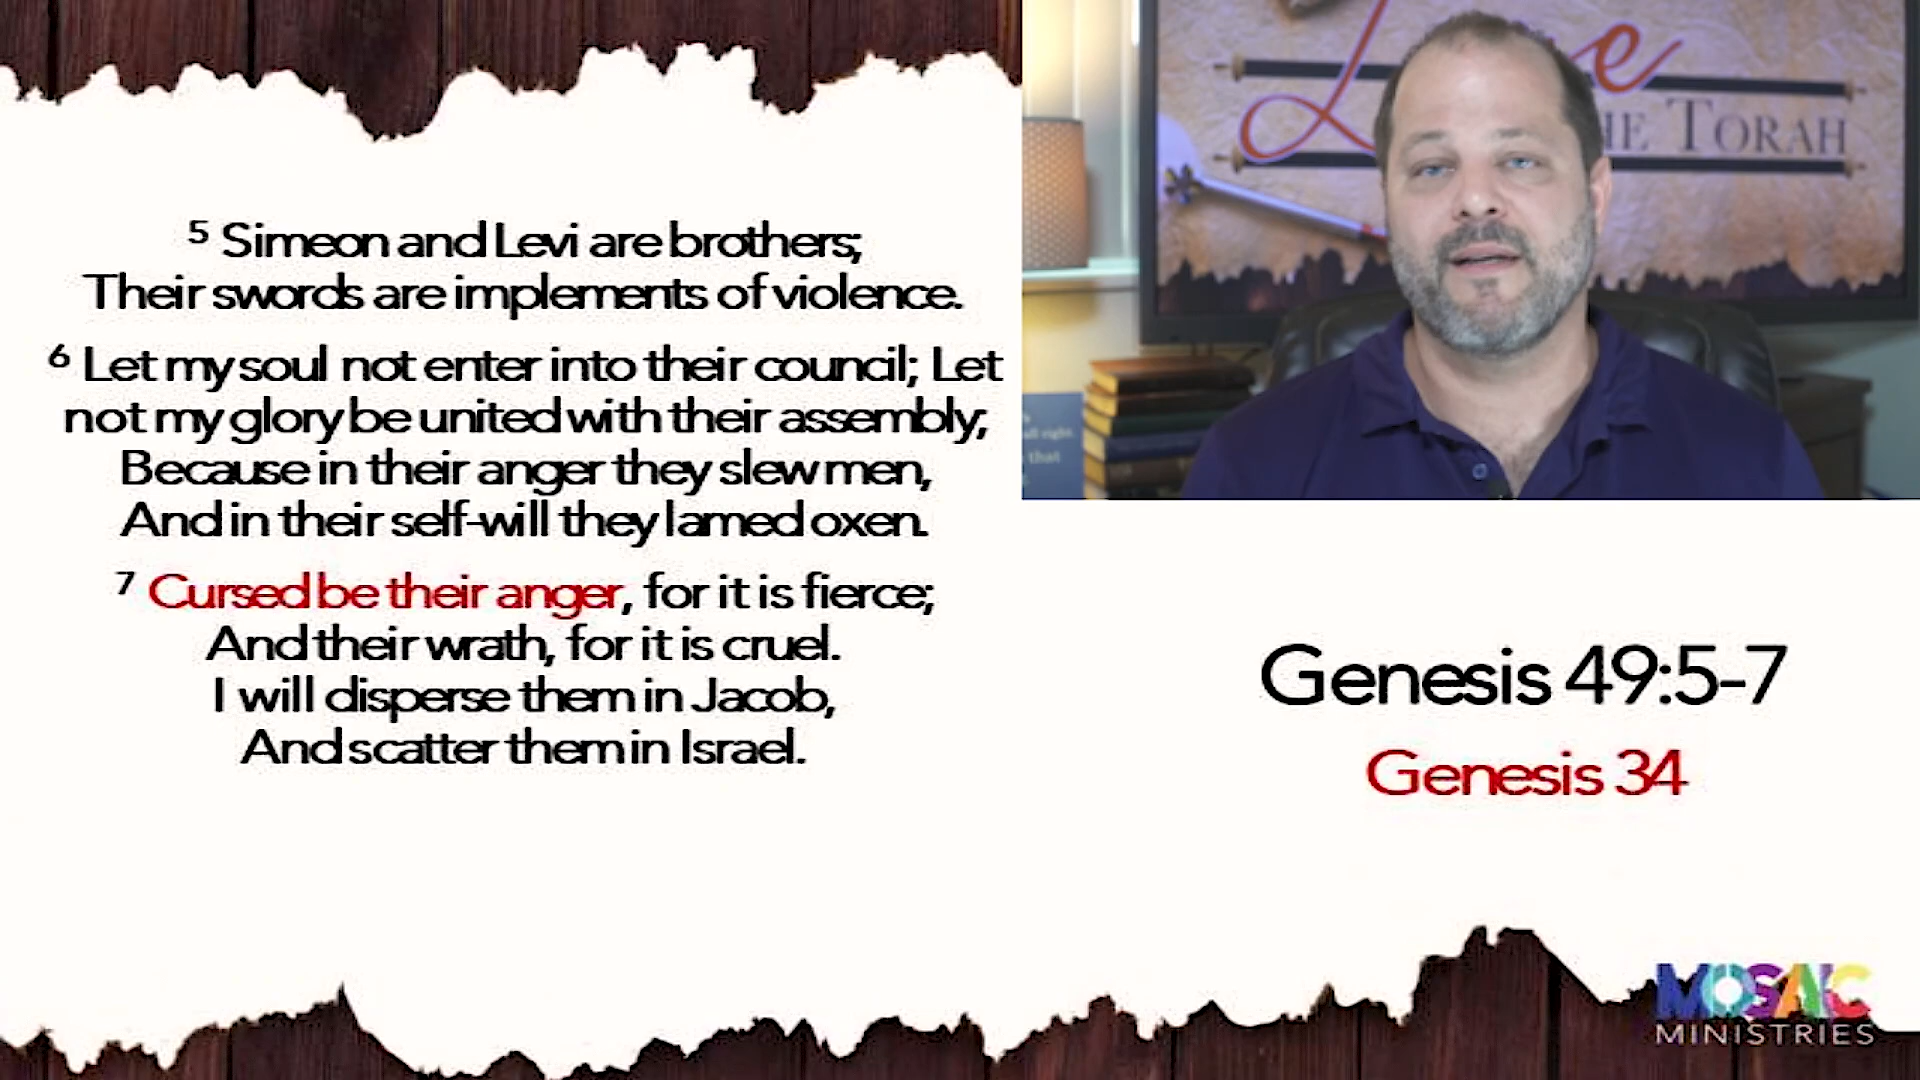 5 Simeon and Levi are brothers;
Their swords are implements of violence.
6 Let my soul not enter into their council; Let
not my glory be united with their assembly;
Because in their anger they slew men,
And in their self-will they lamed oxen.
7 Cursed be their anger, for it is fierce;
And their wrath, for it is cruel.
I will disperse them in Jacob,
And scatter them in Israel.
TORAH
all right.
that
Genesis 49:5-7
Genesis 34
MOSAIC
MINISTRIES